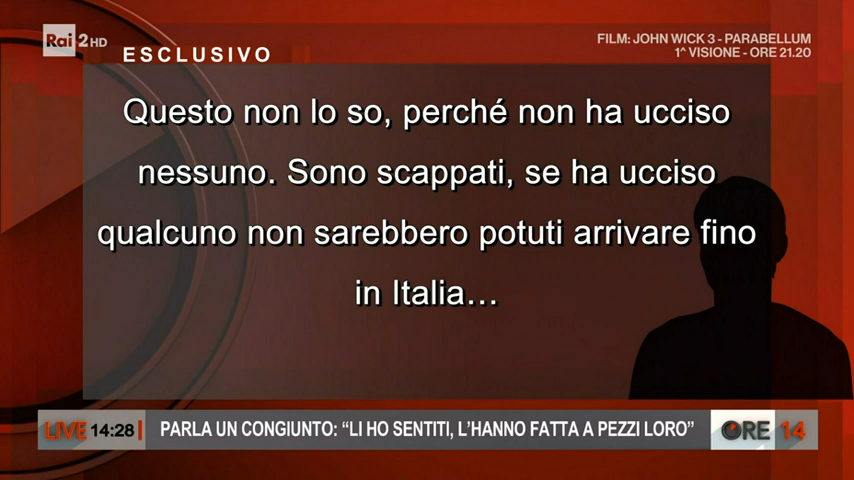 Rai 2HD
ESCLUSIVO
FILM: JOHN WICK 3 - PARABELLUM
1^ VISIONE - ORE 21.20
Questo non lo so, perché non ha ucciso
nessuno. Sono scappati, se ha ucciso
qualcuno non sarebbero potuti arrivare fino
in Italia...
LIVE 14:28
PARLA UN CONGIUNTO: “LI HO SENTITI, L’HANNO FATTA A PEZZI LORO”
ORE 14